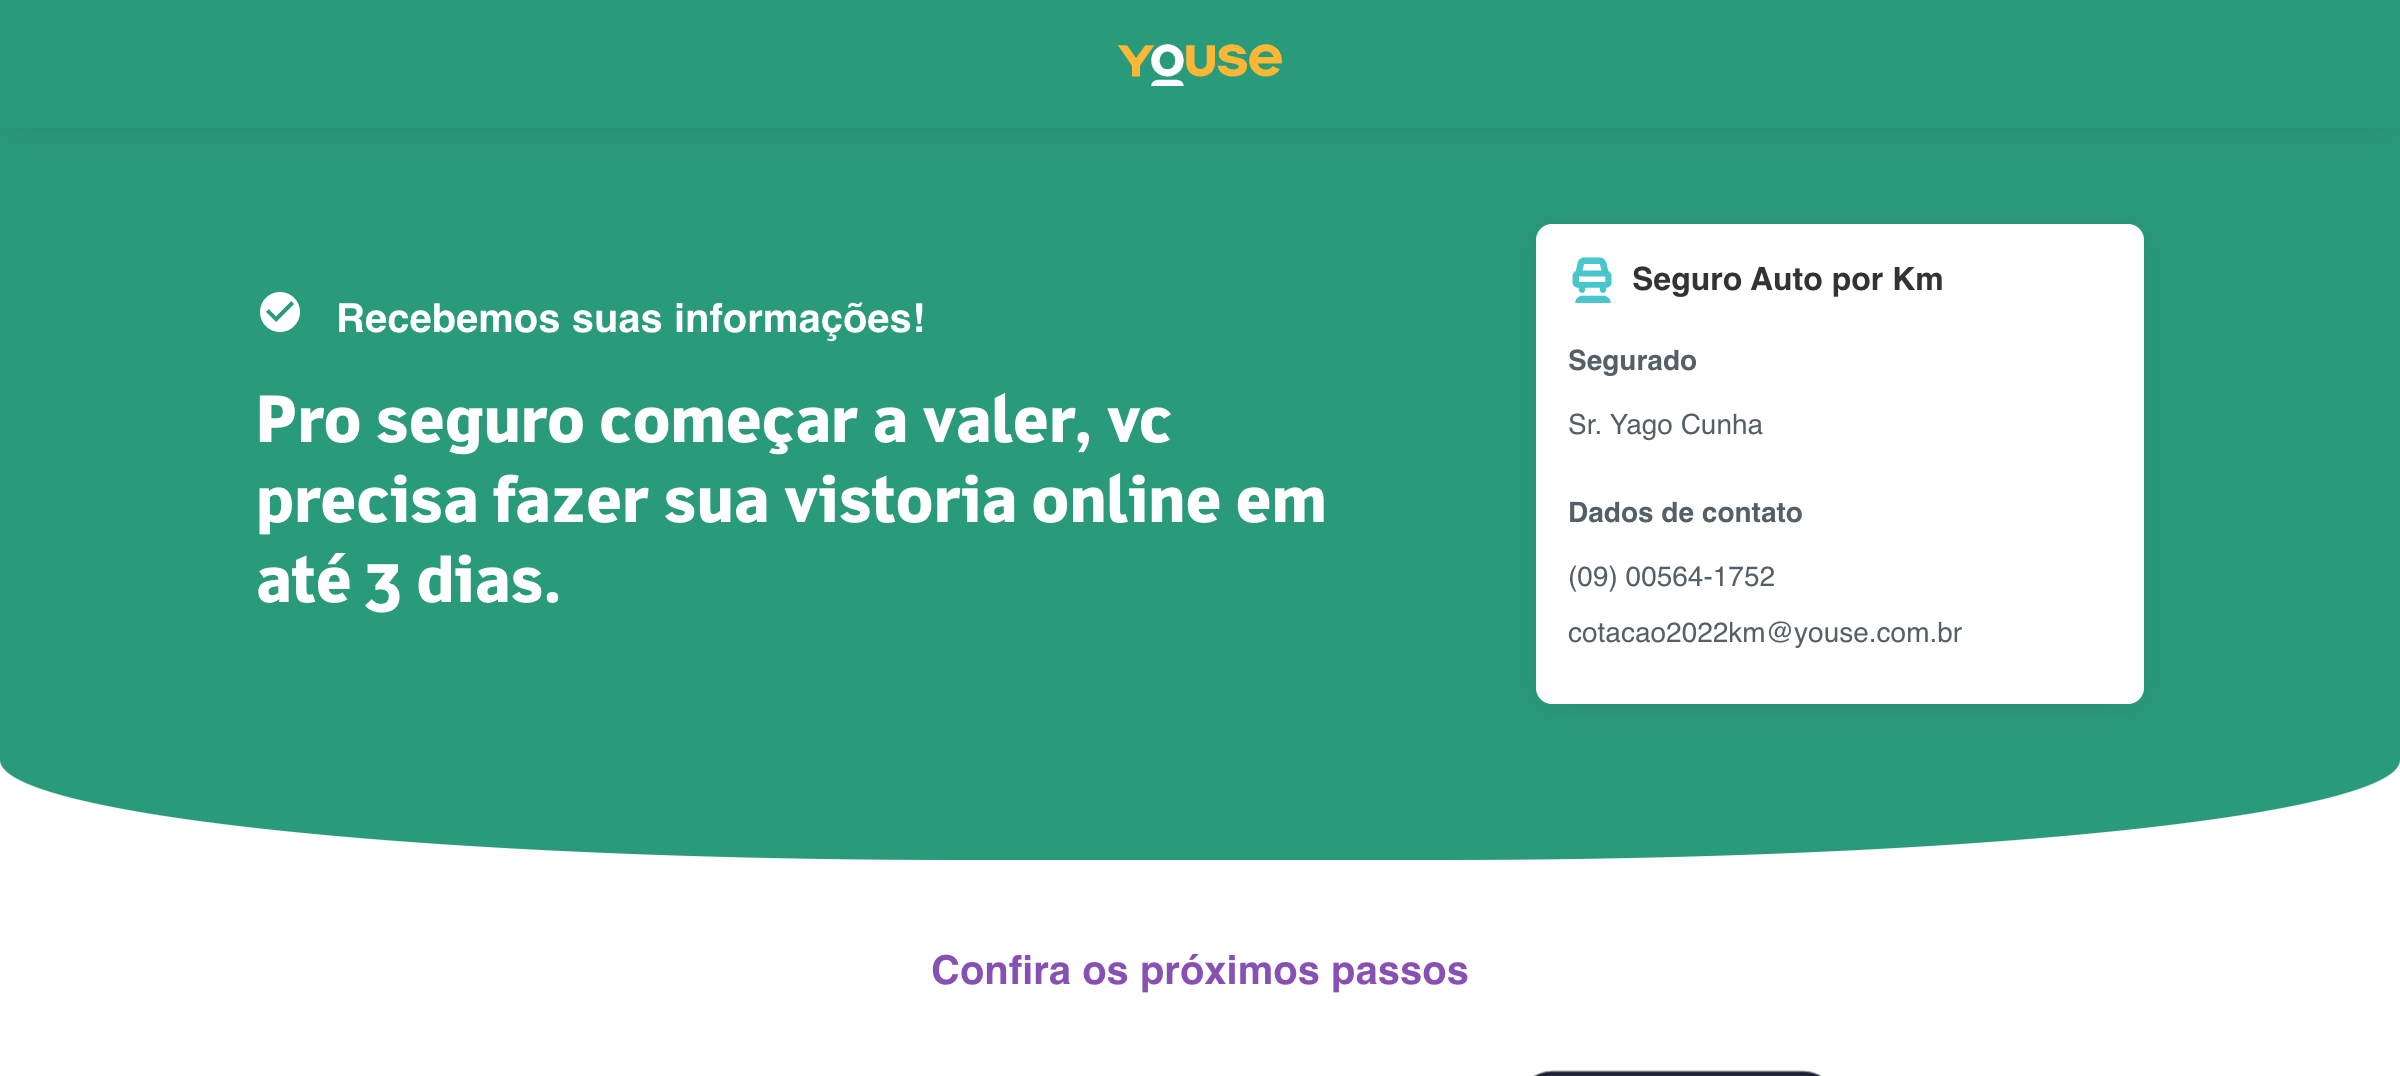 YOUSE
Recebemos suas informações!
Pro seguro começar a valer, vc
precisa fazer sua vistoria online em
até 3 dias.
Seguro Auto por Km
Segurado
Sr. Yago Cunha
Dados de contato
(09) 00564-1752
cotacao2022km@youse.com.br
Confira os próximos passos